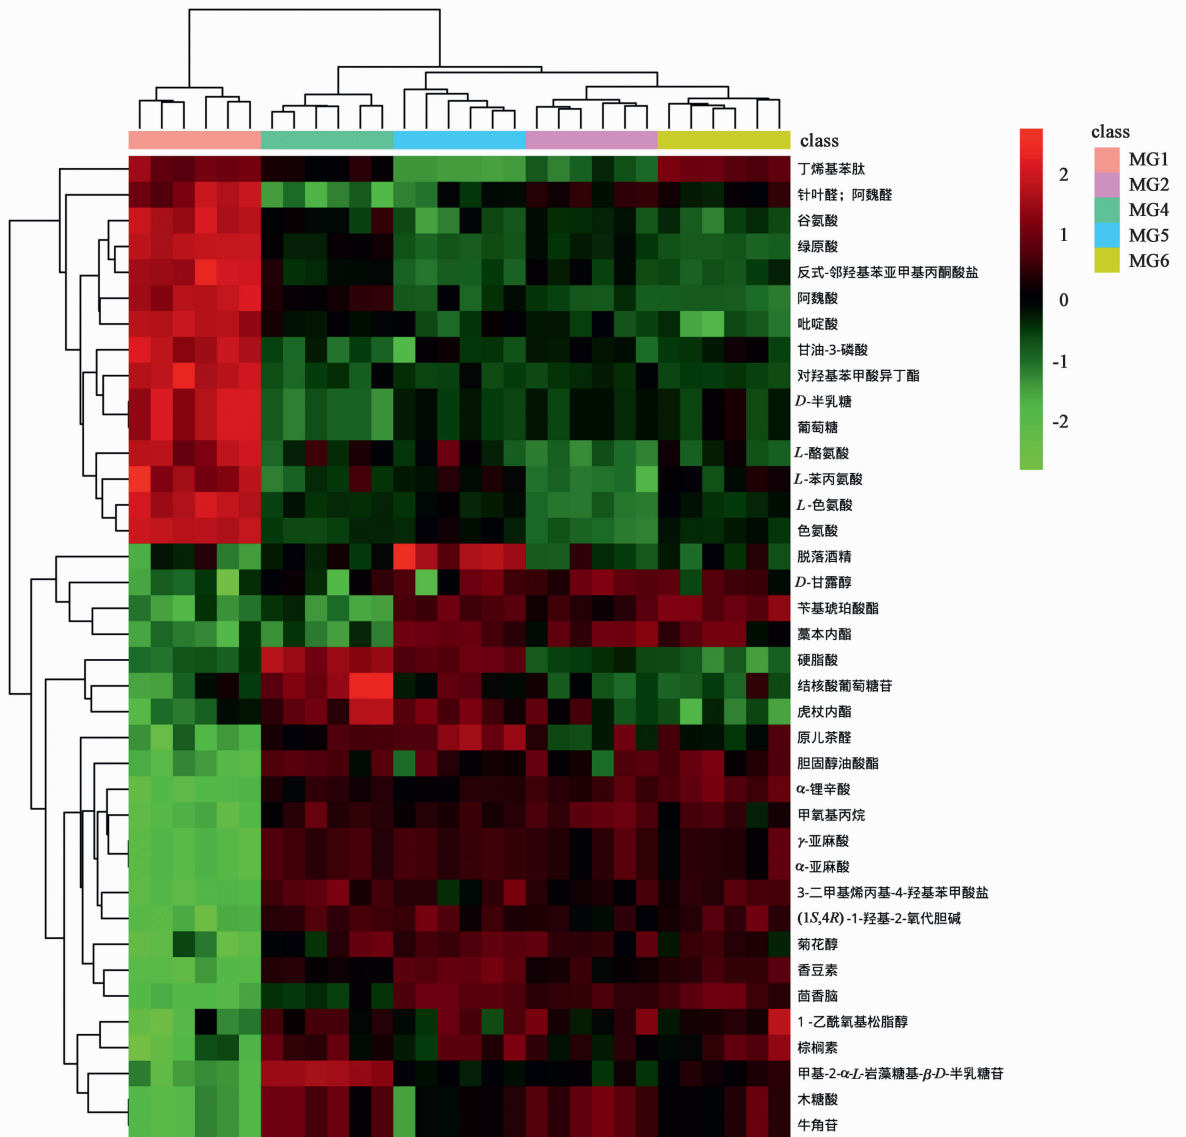 class
丁烯基苯肽
针叶醛；阿魏醛
谷氨酸
绿原酸
反式-邻羟基苯亚甲基丙酮酸盐
阿魏酸
吡啶酸
甘油-3-磷酸
对羟基苯甲酸异丁酯
D-半乳糖
葡萄糖
L-酪氨酸
L-苯丙氨酸
L-色氨酸
色氨酸
脱落酒精
D-甘露醇
苄基琥珀酸酯
藁本内酯
硬脂酸
结核酸葡萄糖苷
虎杖内酯
原儿茶醛
胆固醇油酸酯
α-锂辛酸
甲氧基丙烷
γ-亚麻酸
α-亚麻酸
3-二甲基烯丙基-4-羟基苯甲酸盐
(1S,4R)-1-羟基-2-氧代胆碱
菊花醇
香豆素
茴香脑
1-乙酰氧基松脂醇
棕榈素
甲基-2-α-L-岩藻糖基-β-D-半乳糖苷
木糖酸
牛角苷
2
1
0
-1
-2
class
MG1
MG2
MG4
MG5
MG6